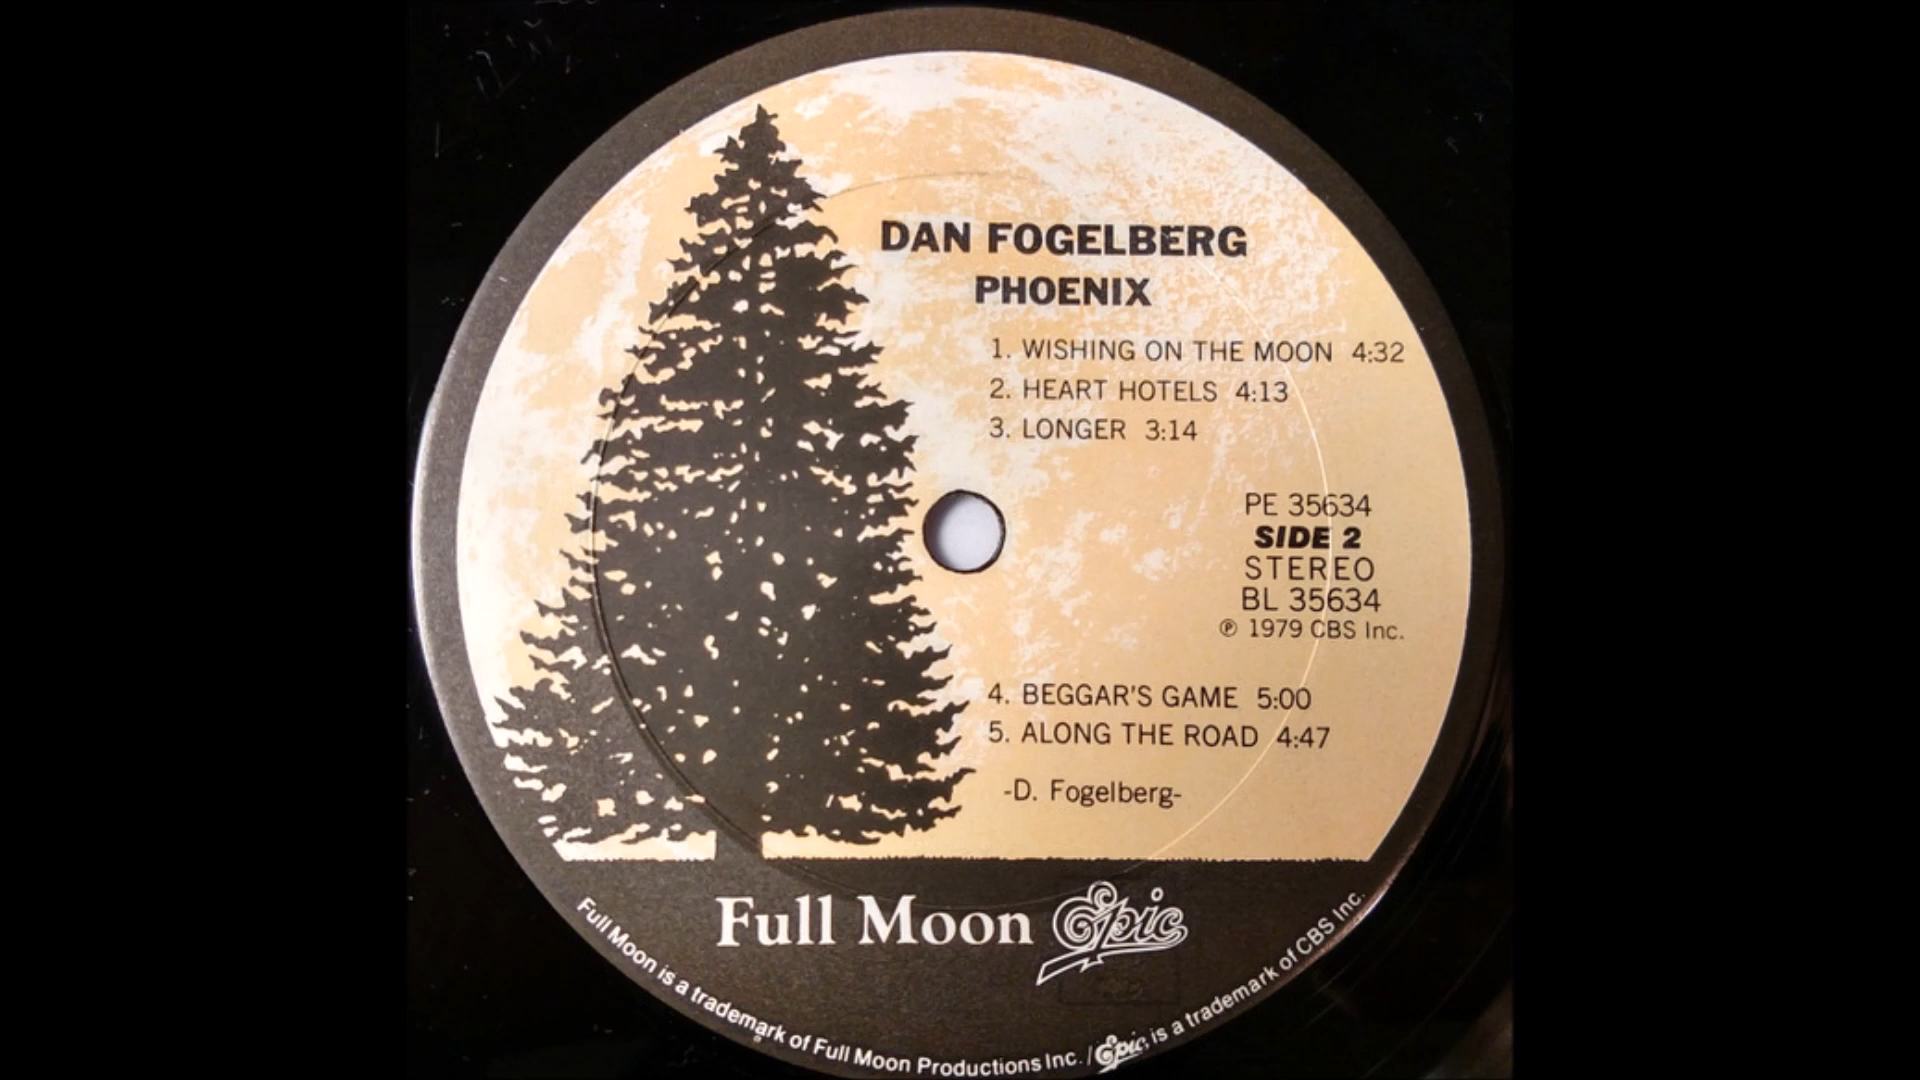 DAN FOGELBERG
PHOENIX
1. WISHING ON THE MOON 4:32
2. HEART HOTELS 4:13
3. LONGER 3:14
PE 35634
SIDE 2
STEREO
BL 35634
℗ 1979 CBS Inc.
4. BEGGAR'S GAME 5:00
5. ALONG THE ROAD 4:47
-D. Fogelberg-
Full Moon Epic
Full Moon is a trademark of Full Moon Productions Inc. / Epic is a trademark of CBS Inc.